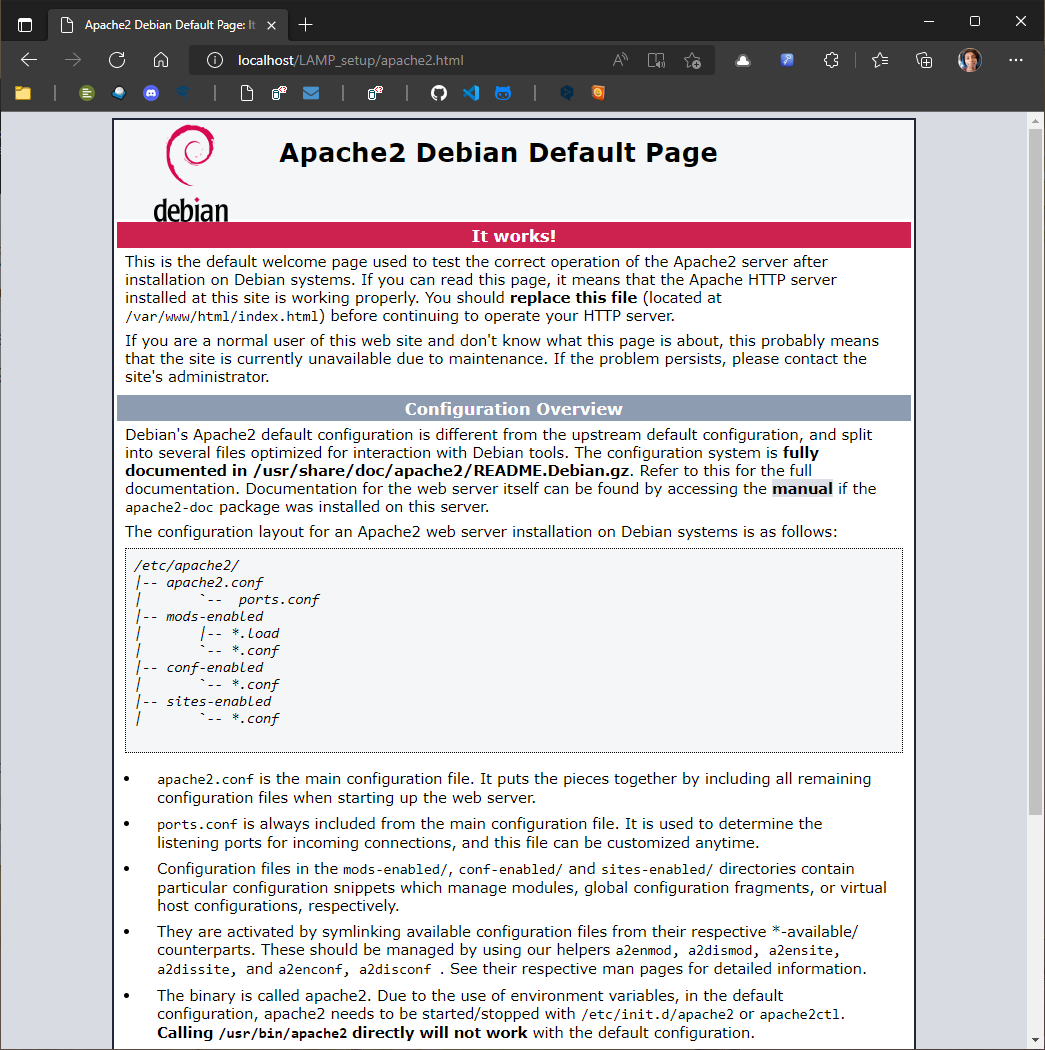 Apache2 Debian Default Page: It
localhost/LAMP_setup/apache2.html
debian
Apache2 Debian Default Page
It works!
This is the default welcome page used to test the correct operation of the Apache2 server after
installation on Debian systems. If you can read this page, it means that the Apache HTTP server
installed at this site is working properly. You should replace this file (located at
/var/www/html/index.html) before continuing to operate your HTTP server.
If you are a normal user of this web site and don't know what this page is about, this probably means
that the site is currently unavailable due to maintenance. If the problem persists, please contact the
site's administrator.
Configuration Overview
Debian's Apache2 default configuration is different from the upstream default configuration, and split
into several files optimized for interaction with Debian tools. The configuration system is fully
documented in /usr/share/doc/apache2/README.Debian.gz. Refer to this for the full
documentation. Documentation for the web server itself can be found by accessing the manual if the
apache2-doc package was installed on this server.
The configuration layout for an Apache2 web server installation on Debian systems is as follows:
/etc/apache2/
|-- apache2.conf
|       `--  ports.conf
|-- mods-enabled
|       |-- *.load
|       `-- *.conf
|-- conf-enabled
|       `-- *.conf
|-- sites-enabled
|       `-- *.conf
• apache2.conf is the main configuration file. It puts the pieces together by including all remaining
configuration files when starting up the web server.
• ports.conf is always included from the main configuration file. It is used to determine the
listening ports for incoming connections, and this file can be customized anytime.
• Configuration files in the mods-enabled/, conf-enabled/ and sites-enabled/ directories contain
particular configuration snippets which manage modules, global configuration fragments, or virtual
host configurations, respectively.
• They are activated by symlinking available configuration files from their respective *-available/
counterparts. These should be managed by using our helpers a2enmod, a2dismod, a2ensite,
a2dissite, and a2enconf, a2disconf . See their respective man pages for detailed information.
• The binary is called apache2. Due to the use of environment variables, in the default
configuration, apache2 needs to be started/stopped with /etc/init.d/apache2 or apache2ctl.
Calling /usr/bin/apache2 directly will not work with the default configuration.